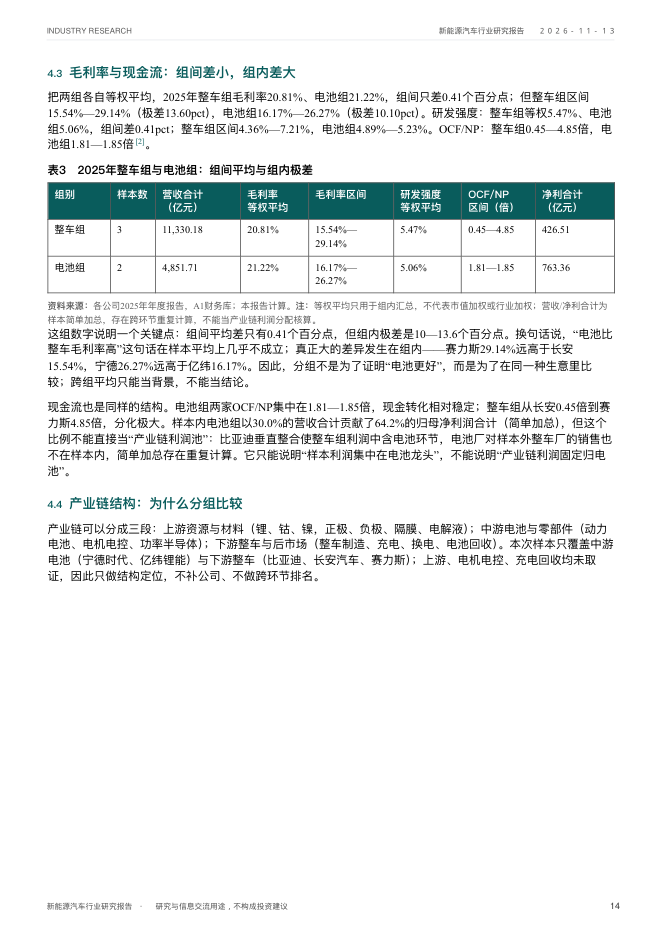 INDUSTRY RESEARCH
新能源汽车行业研究报告 2026-11-13
4.3 毛利率与现金流：组间差小，组内差大
把两组各自等权平均，2025年整车组毛利率20.81%、电池组21.22%，组间只差0.41个百分点；但整车组区间
15.54%—29.14%（极差13.60pct），电池组16.17%—26.27%（极差10.10pct）。研发强度：整车组等权5.47%、电池
组5.06%，组间差0.41pct；整车组区间4.36%—7.21%，电池组4.89%—5.23%。OCF/NP：整车组0.45—4.85倍，电
池组1.81—1.85倍[2]。
表3 2025年整车组与电池组：组间平均与组内极差
组别 样本数 营收合计 毛利率 毛利率区间 研发强度 OCF/NP 净利合计
（亿元） 等权平均 等权平均 区间（倍） （亿元）
整车组 3 11,330.18 20.81% 15.54%— 5.47% 0.45—4.85 426.51
29.14%
电池组 2 4,851.71 21.22% 16.17%— 5.06% 1.81—1.85 763.36
26.27%
资料来源：各公司2025年年度报告，A1财务库；本报告计算。注：等权平均只用于组内汇总，不代表市值加权或行业加权；营收/净利合计为
样本简单加总，存在跨环节重复计算，不能当产业链利润分配核算。
这组数字说明一个关键点：组间平均差只有0.41个百分点，但组内极差是10—13.6个百分点。换句话说，“电池比
整车毛利率高”这句话在样本平均上几乎不成立；真正大的差异发生在组内——赛力斯29.14%远高于长安
15.54%，宁德26.27%远高于亿纬16.17%。因此，分组不是为了证明“电池更好”，而是为了在同一种生意里比
较；跨组平均只能当背景，不能当结论。
现金流也是同样的结构。电池组两家OCF/NP集中在1.81—1.85倍，现金转化相对稳定；整车组从长安0.45倍到赛
力斯4.85倍，分化极大。样本内电池组以30.0%的营收合计贡献了64.2%的归母净利润合计（简单加总），但这个
比例不能直接当“产业链利润池”：比亚迪垂直整合使整车组利润中含电池环节，电池厂对样本外整车厂的销售也
不在样本内，简单加总存在重复计算。它只能说明“样本利润集中在电池龙头”，不能说明“产业链利润固定归电
池”。
4.4 产业链结构：为什么分组比较
产业链可以分成三段：上游资源与材料（锂、钴、镍，正极、负极、隔膜、电解液）；中游电池与零部件（动力
电池、电机电控、功率半导体）；下游整车与后市场（整车制造、充电、换电、电池回收）。本次样本只覆盖中游
电池（宁德时代、亿纬锂能）与下游整车（比亚迪、长安汽车、赛力斯）；上游、电机电控、充电回收均未取
证，因此只做结构定位，不补公司、不做跨环节排名。
新能源汽车行业研究报告 · 研究与信息交流用途，不构成投资建议
14